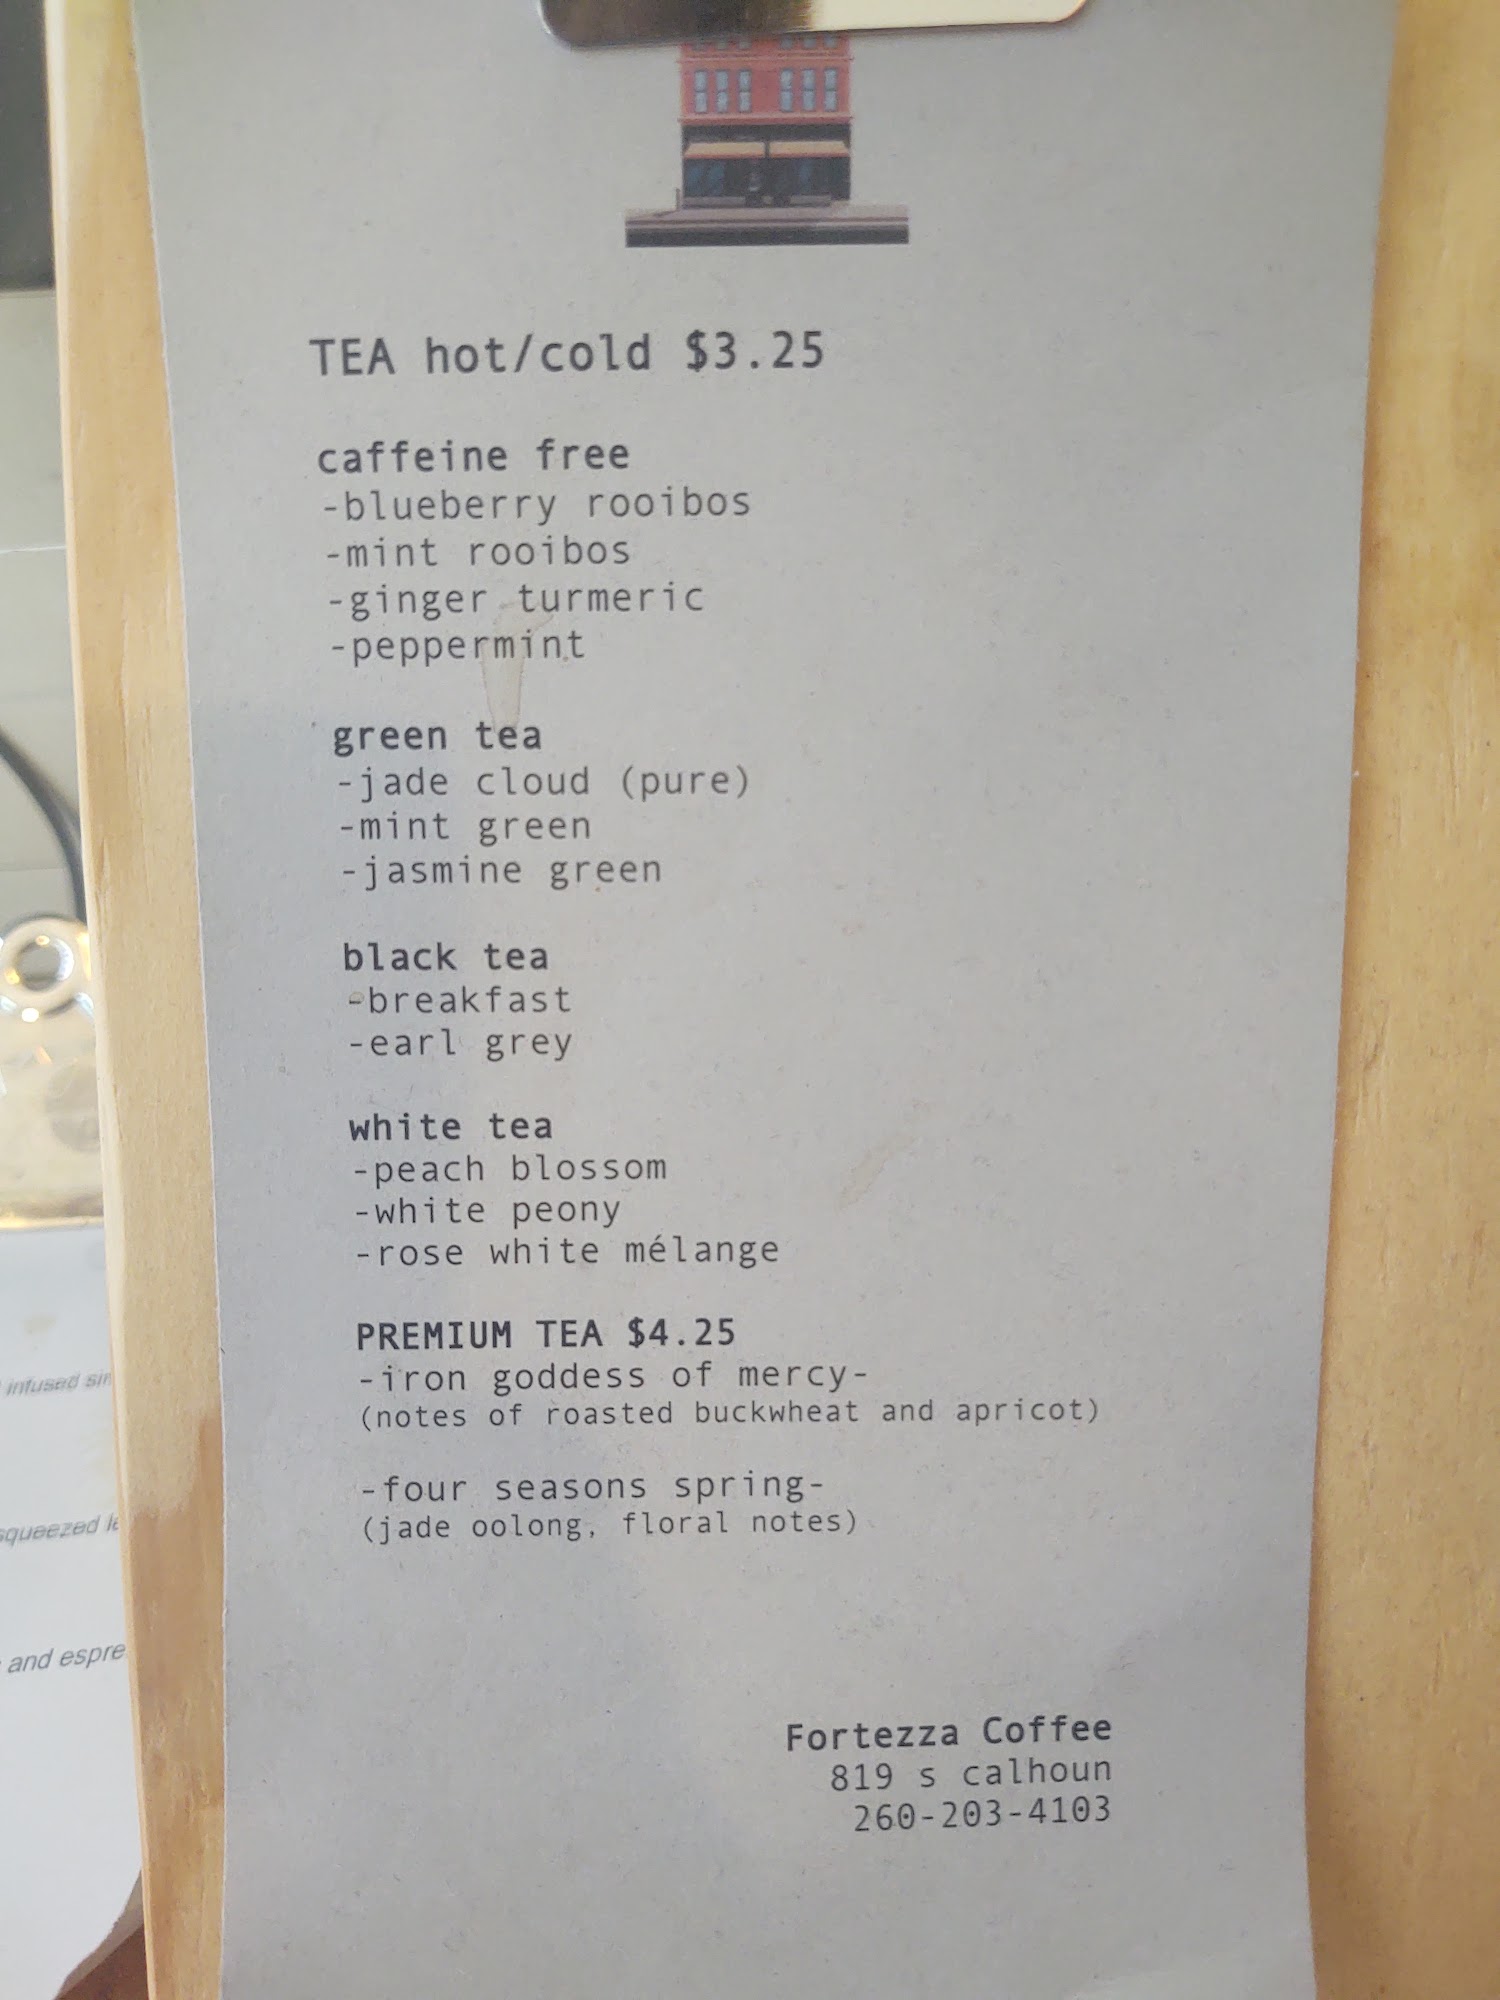 TEA hot/cold $3.25
caffeine free
-blueberry rooibos
-mint rooibos
-ginger turmeric
-peppermint
green tea
-jade cloud (pure)
-mint green
-jasmine green
black tea
-breakfast
-earl grey
white tea
-peach blossom
-white peony
-rose white mélange
PREMIUM TEA $4.25
-iron goddess of mercy-
(notes of roasted buckwheat and apricot)
-four seasons spring-
(jade oolong, floral notes)
Fortezza Coffee
819 s calhoun
260-203-4103
infused
squeezed
and